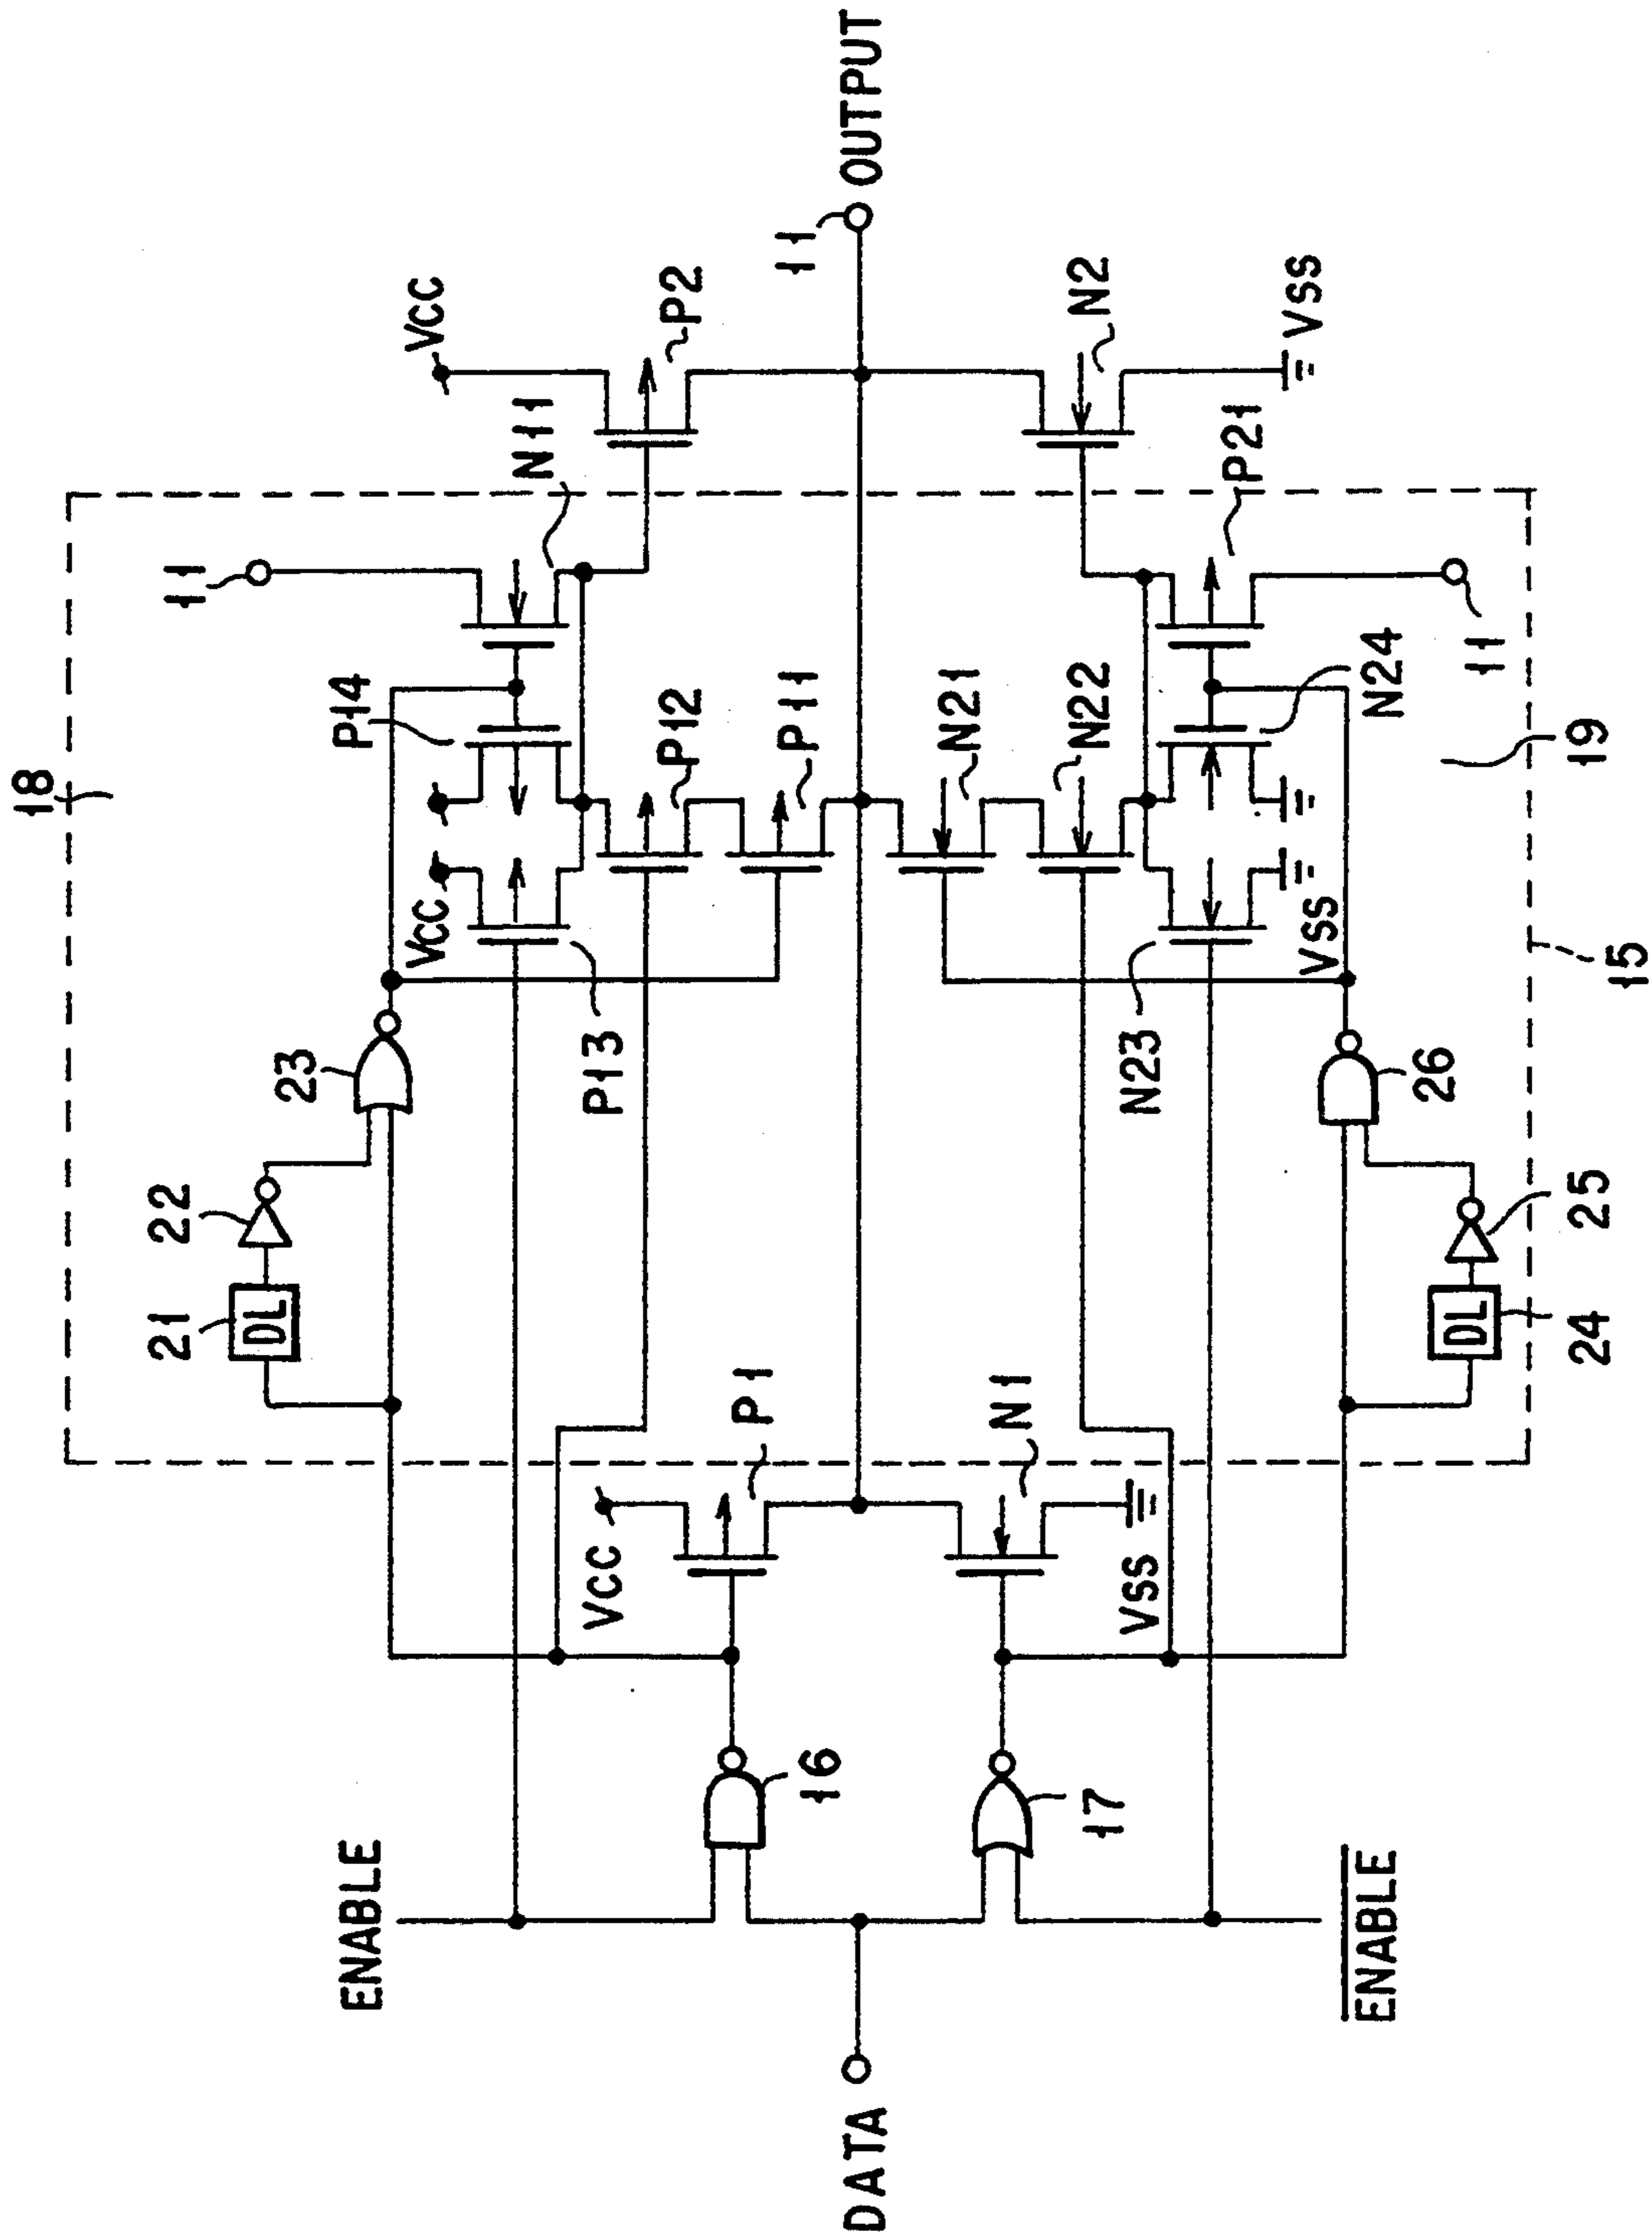 ENABLE
DATA
ENABLE
16
17
VCC
P1
N1
VSS
18
21
DL
22
23
VCC
P13
P14
P12
P11
N11
11
VCC
P2
11
OUTPUT
N2
VSS
N21
N22
N23
VSS
N24
P21
11
26
25
DL
24
19
15